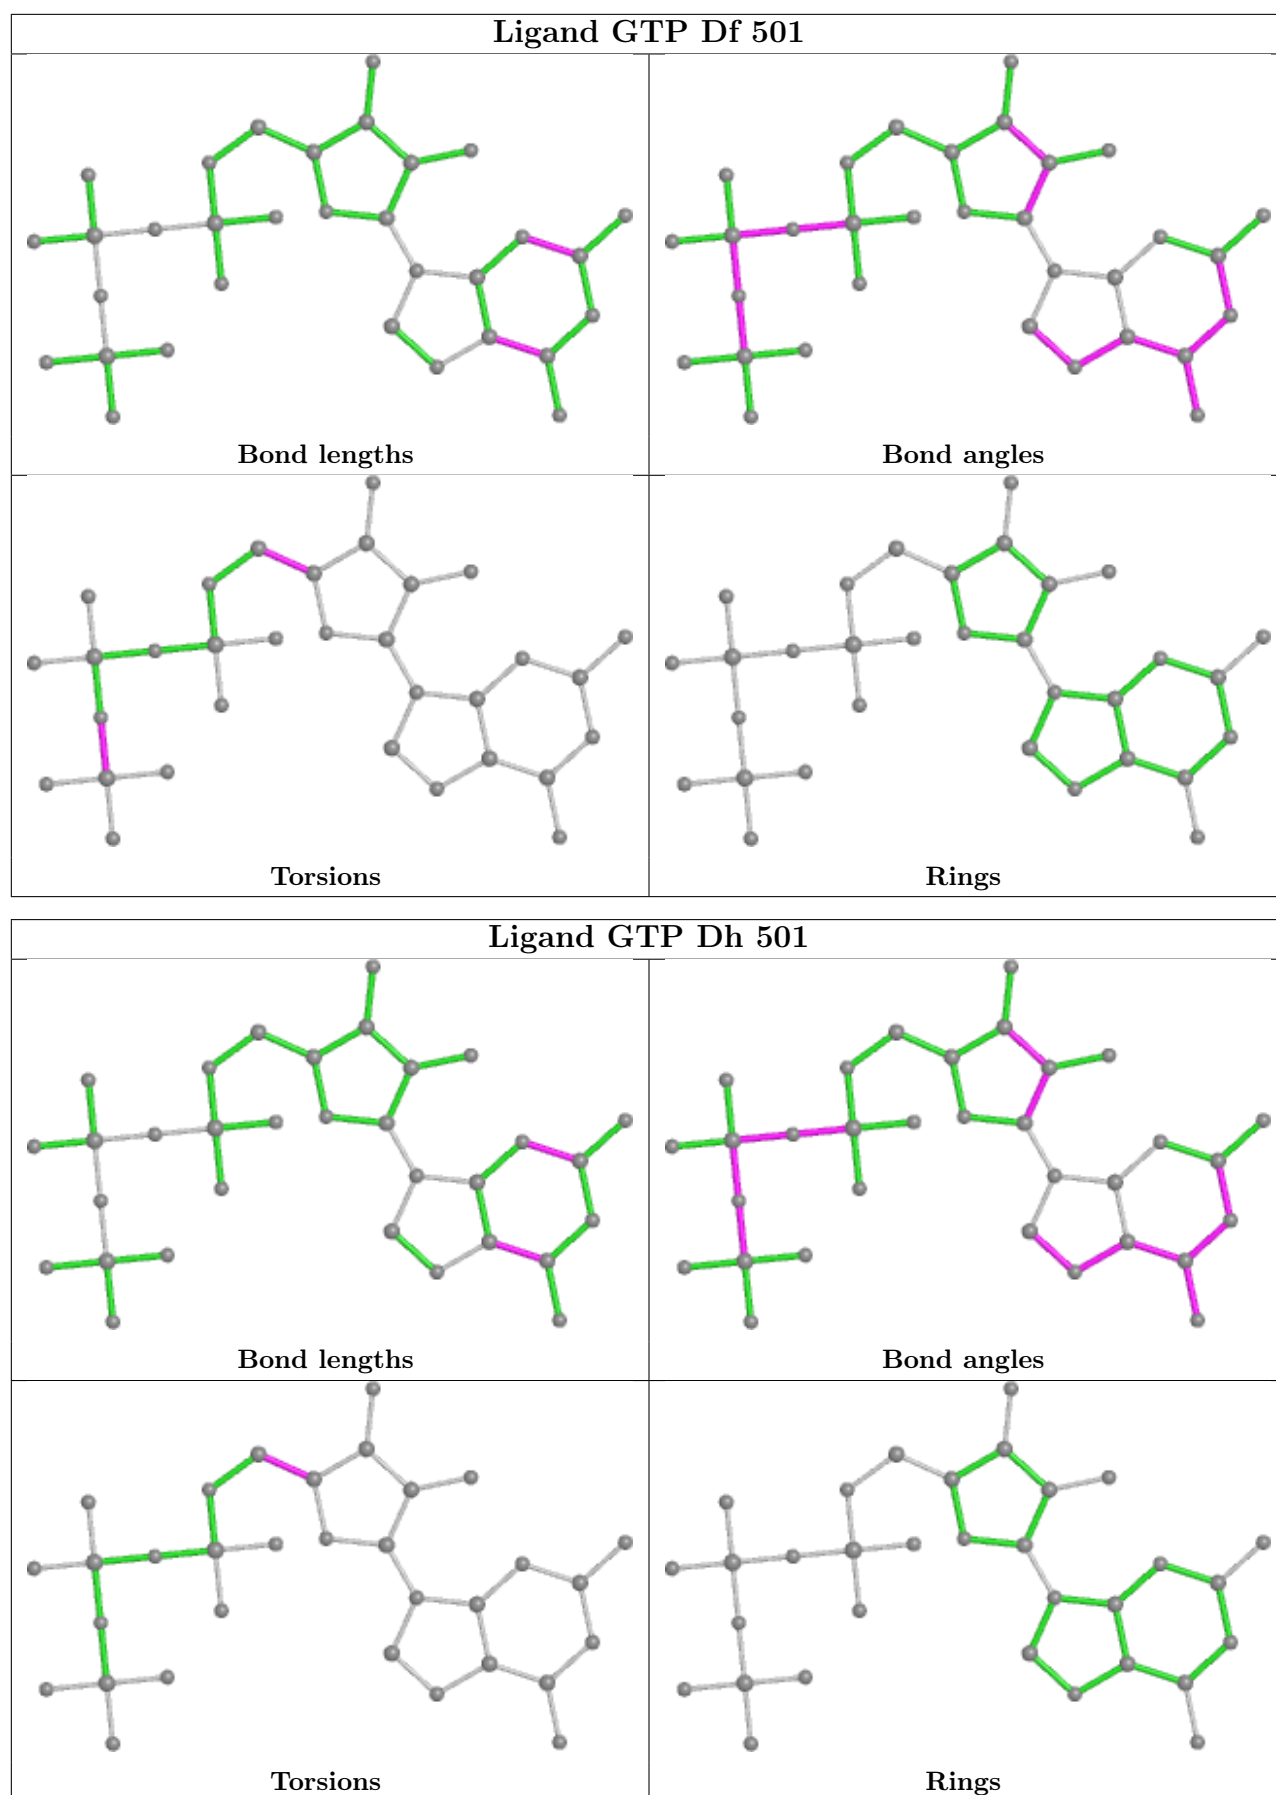 Ligand GTP Df 501
Bond lengths
Bond angles
Torsions
Rings
Ligand GTP Dh 501
Bond lengths
Bond angles
Torsions
Rings